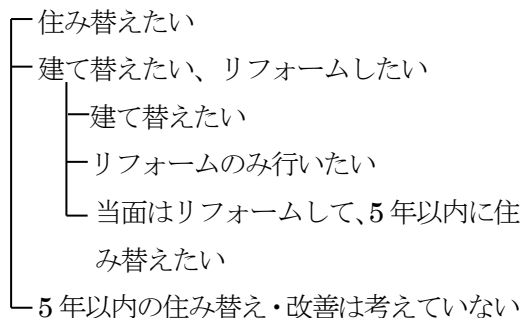 住み替えたい
建て替えたい、リフォームしたい
建て替えたい
リフォームのみ行いたい
当面はリフォームして、5年以内に住
み替えたい
5年以内の住み替え・改善は考えていない